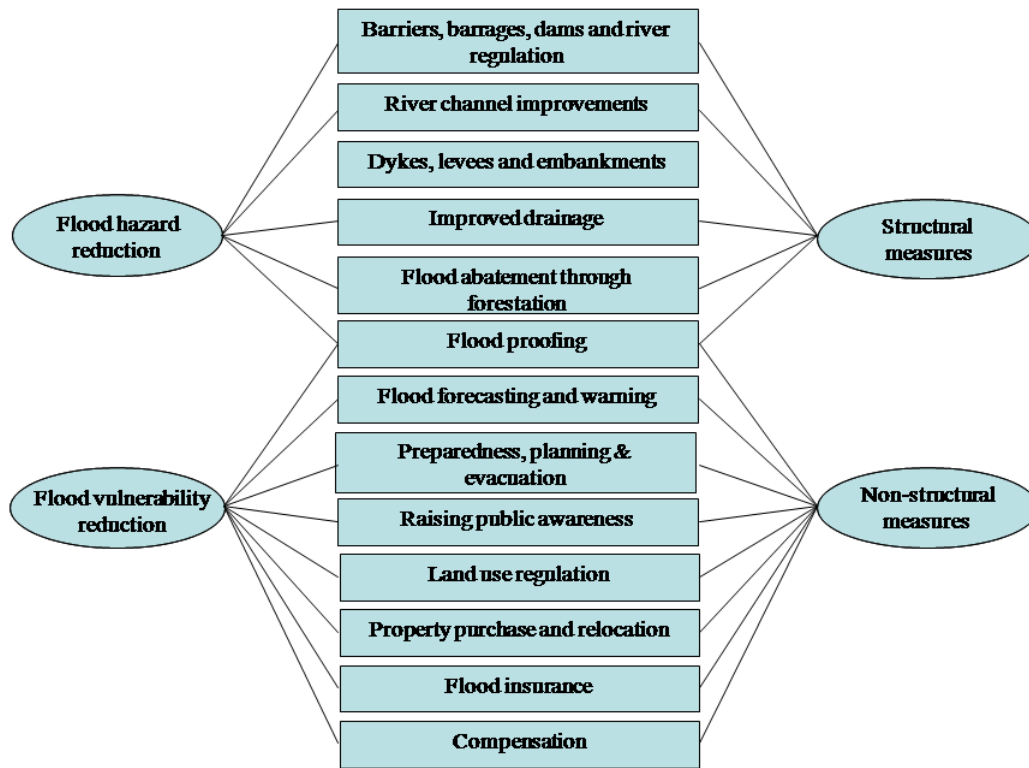 Barriers, barrages, dams and river
regulation
River channel improvements
Dykes, levees and embankments
Flood hazard
reduction
Improved drainage
Structural
measures
Flood abatement through
forestation
Flood proofing
Flood forecasting and warning
Preparedness, planning &
evacuation
Flood vulnerability
reduction
Raising public awareness
Non-structural
measures
Land use regulation
Property purchase and relocation
Flood insurance
Compensation